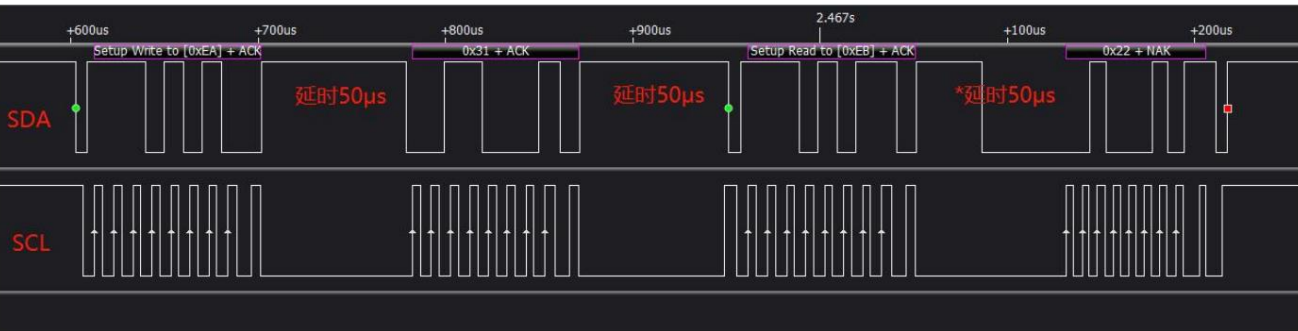 2.467s
+600us +700us +800us +900us +100us +200us
Setup Write to [0xEA] + ACK 0x31 + ACK Setup Read to [0xEB] + ACK 0x22 + NAK
延时50μs 延时50μs *延时50μs
SDA
SCL